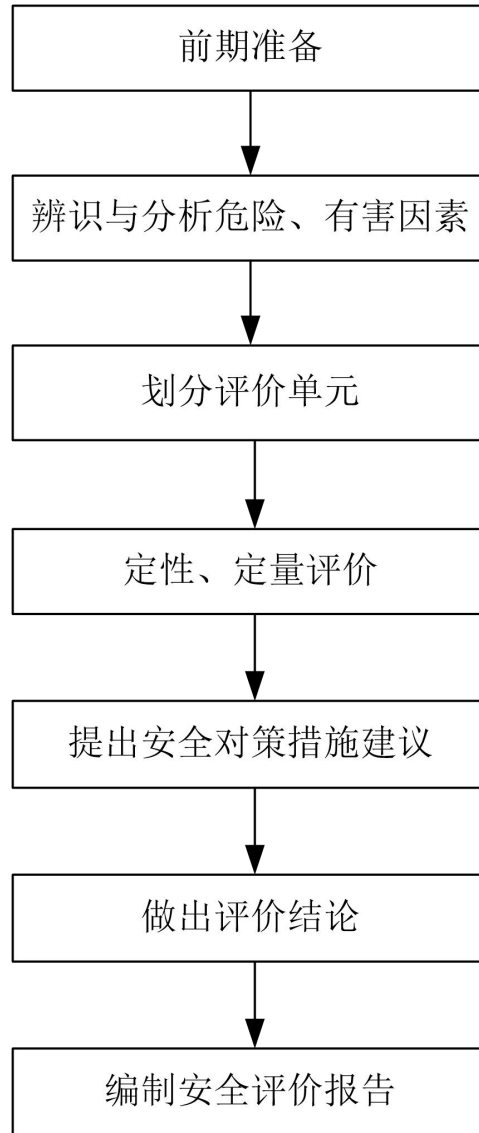 前期准备
辨识与分析危险、有害因素
划分评价单元
定性、定量评价
提出安全对策措施建议
做出评价结论
编制安全评价报告